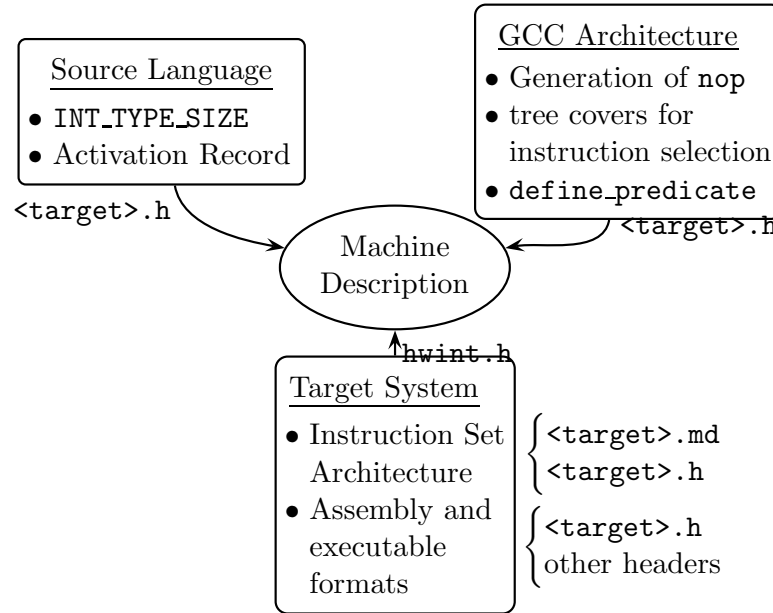 Source Language
• INT_TYPE_SIZE
• Activation Record
<target>.h
GCC Architecture
• Generation of nop
• tree covers for
instruction selection
• define_predicate
<target>.h
Machine
Description
hwint.h
Target System
• Instruction Set
Architecture
• Assembly and
executable
formats
<target>.md
<target>.h
<target>.h
other headers